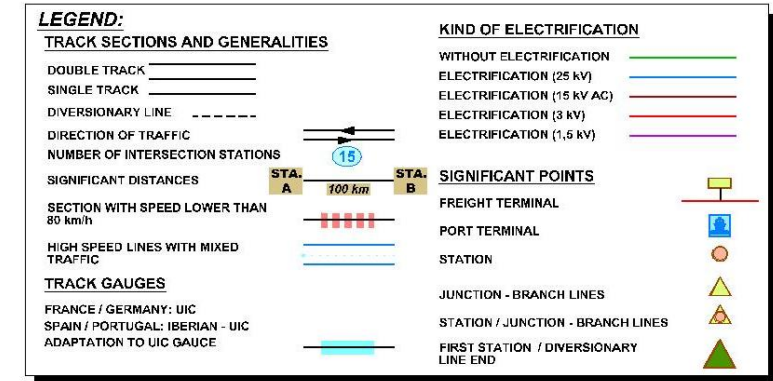 LEGEND:
TRACK SECTIONS AND GENERALITIES
DOUBLE TRACK
SINGLE TRACK
DIVERSIONARY LINE
DIRECTION OF TRAFFIC
NUMBER OF INTERSECTION STATIONS
15
SIGNIFICANT DISTANCES
STA. A
100 km
STA. B
SECTION WITH SPEED LOWER THAN
80 km/h
HIGH SPEED LINES WITH MIXED
TRAFFIC
TRACK GAUGES
FRANCE / GERMANY: UIC
SPAIN / PORTUGAL: IBERIAN - UIC
ADAPTATION TO UIC GAUCE
KIND OF ELECTRIFICATION
WITHOUT ELECTRIFICATION
ELECTRIFICATION (25 kV)
ELECTRIFICATION (15 kV AC)
ELECTRIFICATION (3 kV)
ELECTRIFICATION (1,5 kV)
SIGNIFICANT POINTS
FREIGHT TERMINAL
PORT TERMINAL
STATION
JUNCTION - BRANCH LINES
STATION / JUNCTION - BRANCH LINES
FIRST STATION / DIVERSIONARY
LINE END